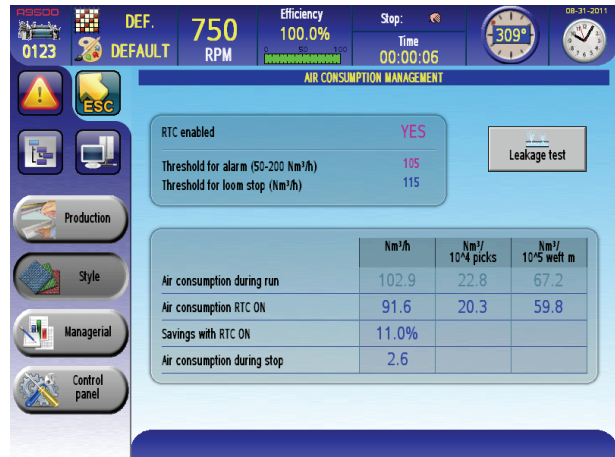 A9500
0123
DEF.
DEFAULT
750
RPM
Efficiency
100.0%
0 50 100
Stop:
Time
00:00:06
309°
08-31-2011
AIR CONSUMPTION MANAGEMENT
ESC
RTC enabled YES
Threshold for alarm (50-200 Nm³/h) 105
Threshold for loom stop (Nm³/h) 115
Leakage test
Production
Style
Managerial
Control
panel
Nm³/h Nm³/ Nm³/
10^4 picks 10^5 weft m
Air consumption during run 102.9 22.8 67.2
Air consumption RTC ON 91.6 20.3 59.8
Savings with RTC ON 11.0%
Air consumption during stop 2.6